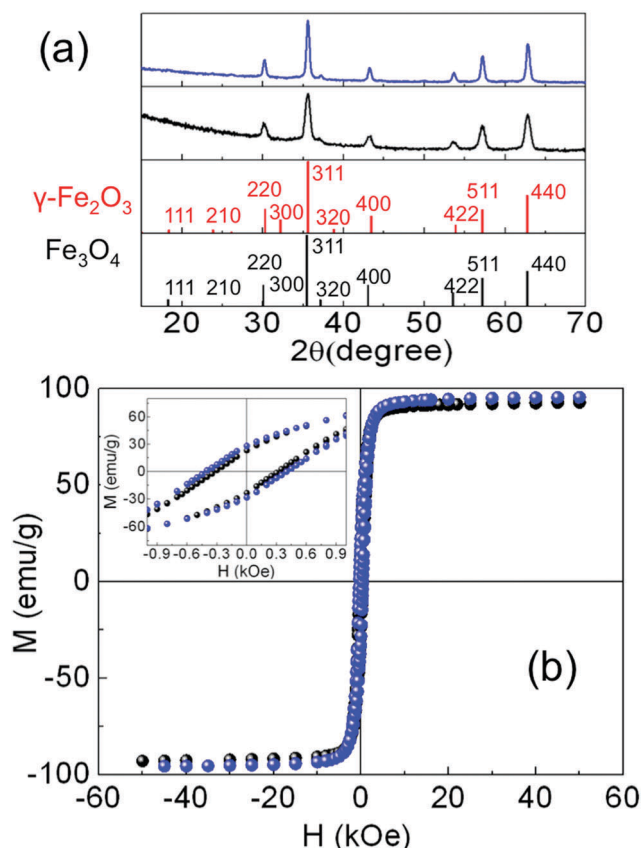 (a)
γ-Fe₂O₃
111 210 220 300 311 320 400 422 511 440
Fe₃O₄
111 210 220 300 311 320 400 422 511 440
20 30 40 50 60 70
2θ(degree)
(b)
M (emu/g)
100
50
0
-50
-100
-60 -40 -20 0 20 40 60
H (kOe)
M (emu/g)
60
30
0
-30
-60
-0.9 -0.6 -0.3 0.0 0.3 0.6 0.9
H (kOe)